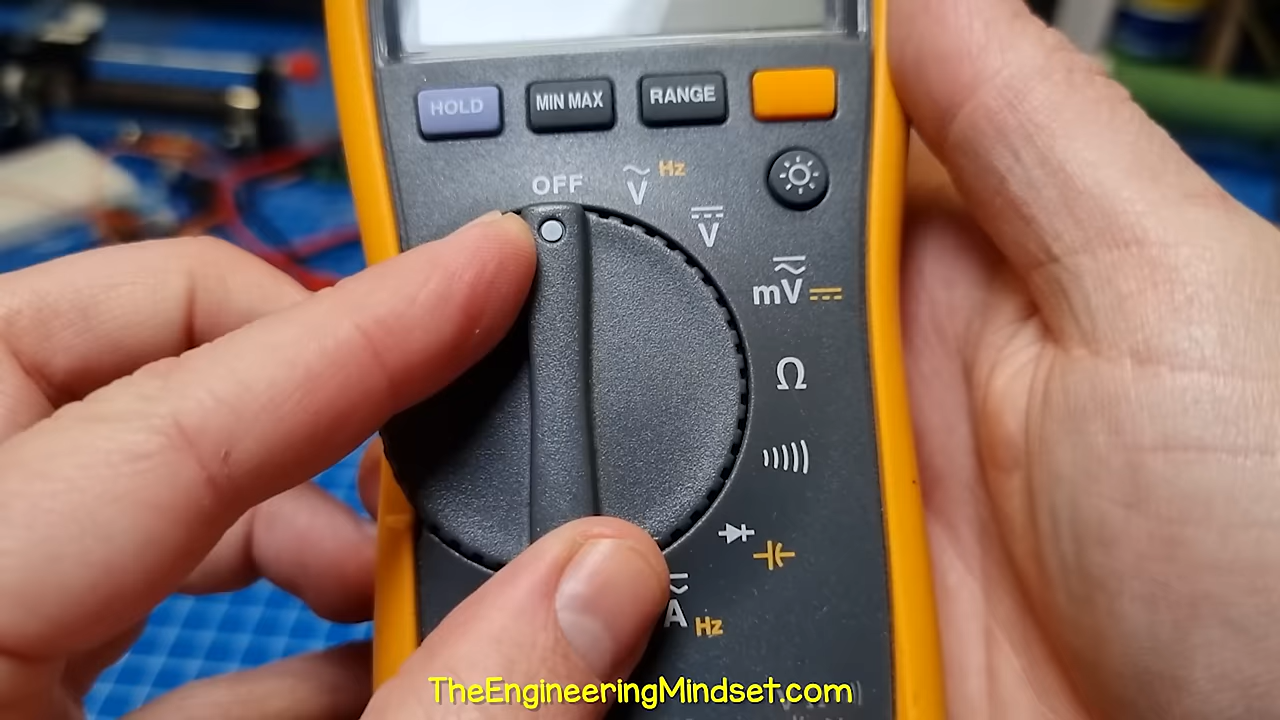 HOLD MIN MAX RANGE
OFF Ṽ Hz
V
mV
Ω
A Hz
TheEngineeringMindset.com